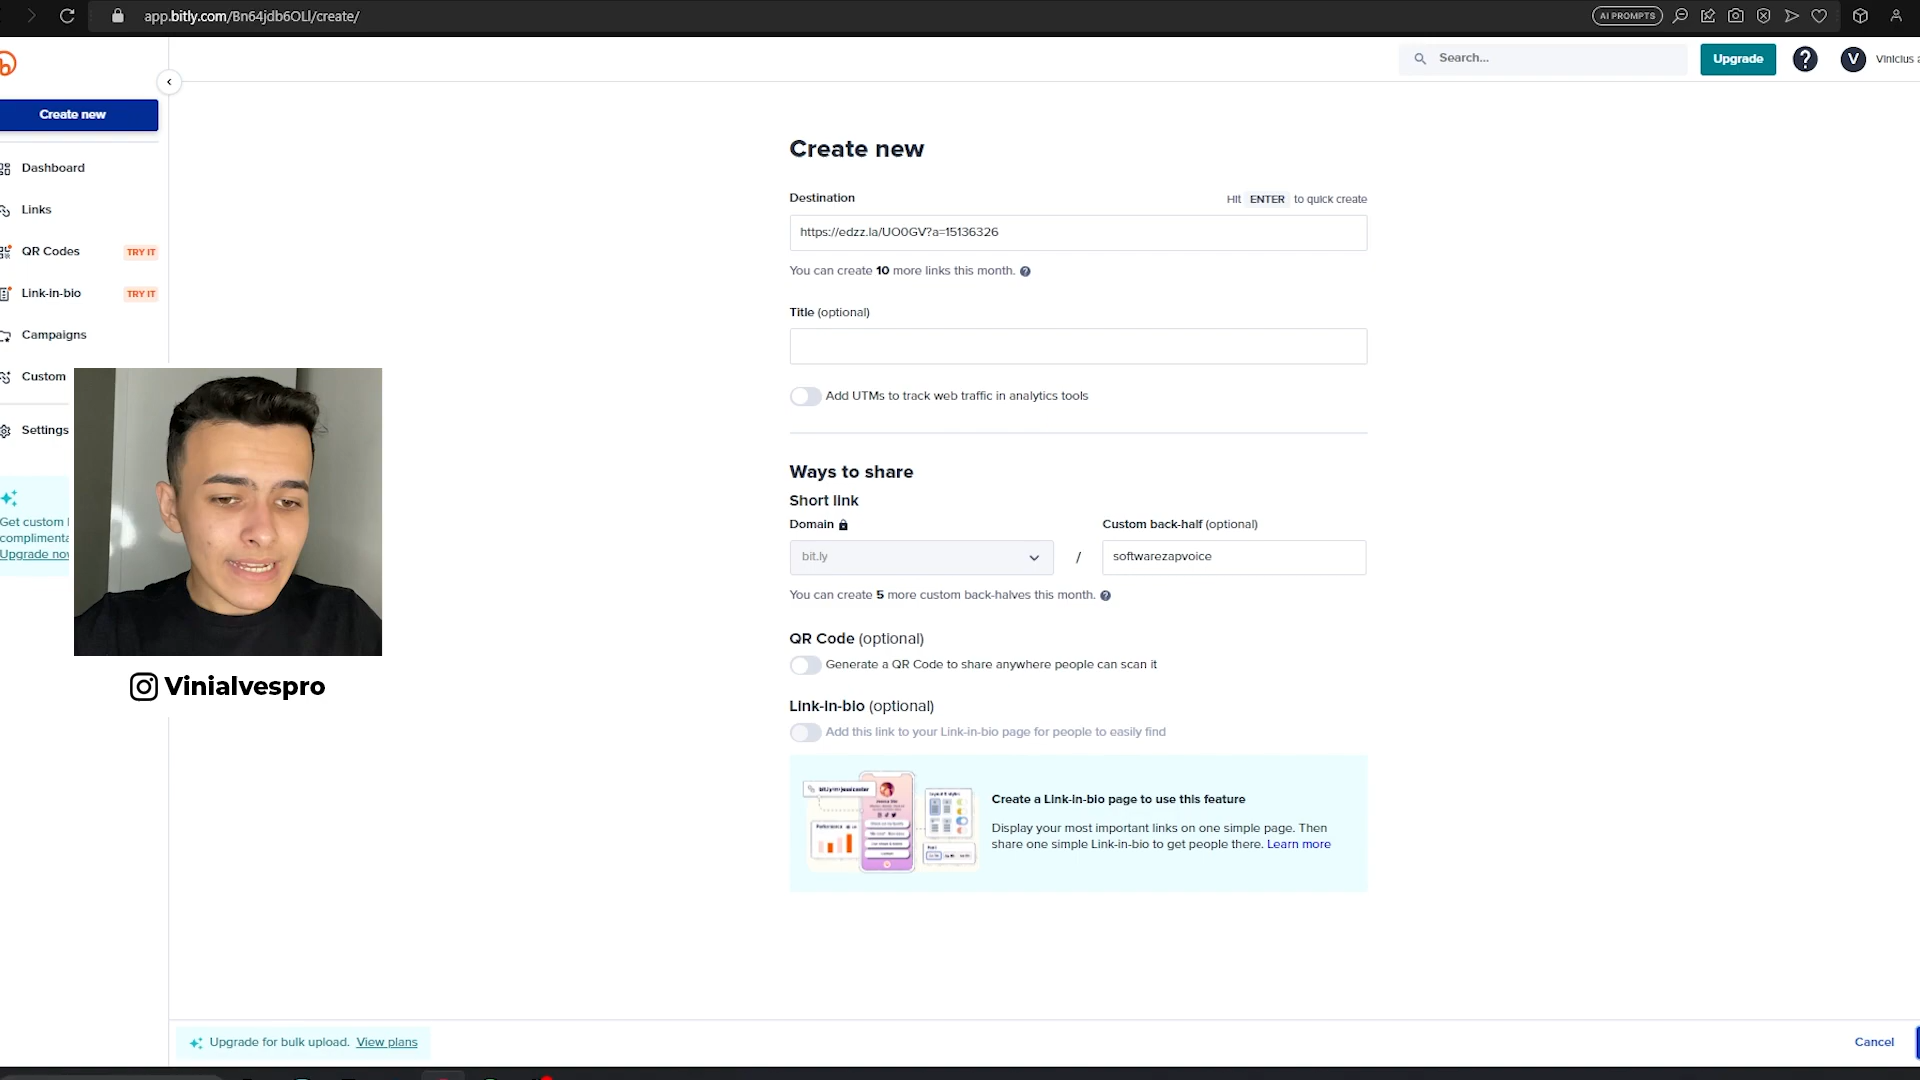 app.bitly.com/Bn64jdb6OLl/create/
AI PROMPTS
Search...
Upgrade
?
V
Vinicius a
Create new
Dashboard
Links
QR Codes
TRY IT
Link-in-bio
TRY IT
Campaigns
Custom
Settings
Get custom
complimenta
Upgrade nov
Vinialvespro
Create new
Destination
Hit ENTER to quick create
https://edzz.la/UO0GV?a=15136326
You can create 10 more links this month.
Title (optional)
Add UTMs to track web traffic in analytics tools
Ways to share
Short link
Domain
Custom back-half (optional)
bit.ly
/
softwarezapvoice
You can create 5 more custom back-halves this month.
QR Code (optional)
Generate a QR Code to share anywhere people can scan it
Link-in-bio (optional)
Add this link to your Link-in-bio page for people to easily find
Create a Link-in-bio page to use this feature
Display your most important links on one simple page. Then
share one simple Link-in-bio to get people there. Learn more
Upgrade for bulk upload. View plans
Cancel